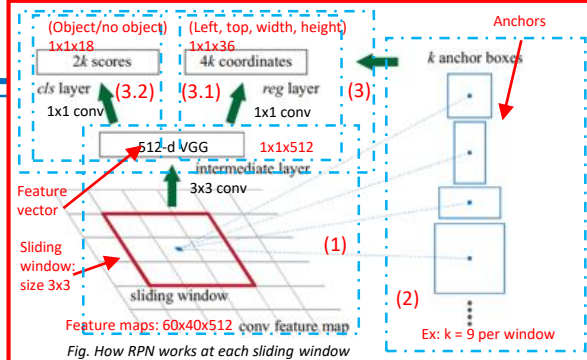 (Object/no object)
1x1x18
2k scores
cls layer
1x1 conv
(3.2)
(Left, top, width, height)
1x1x36
4k coordinates
(3.1)
reg layer
1x1 conv
(3)
Anchors
k anchor boxes
512-d VGG
1x1x512
intermediate layer
3x3 conv
Feature
vector
Sliding
window:
size 3x3
(1)
sliding window
Feature maps: 60x40x512
conv feature map
(2)
Ex: k = 9 per window
Fig. How RPN works at each sliding window